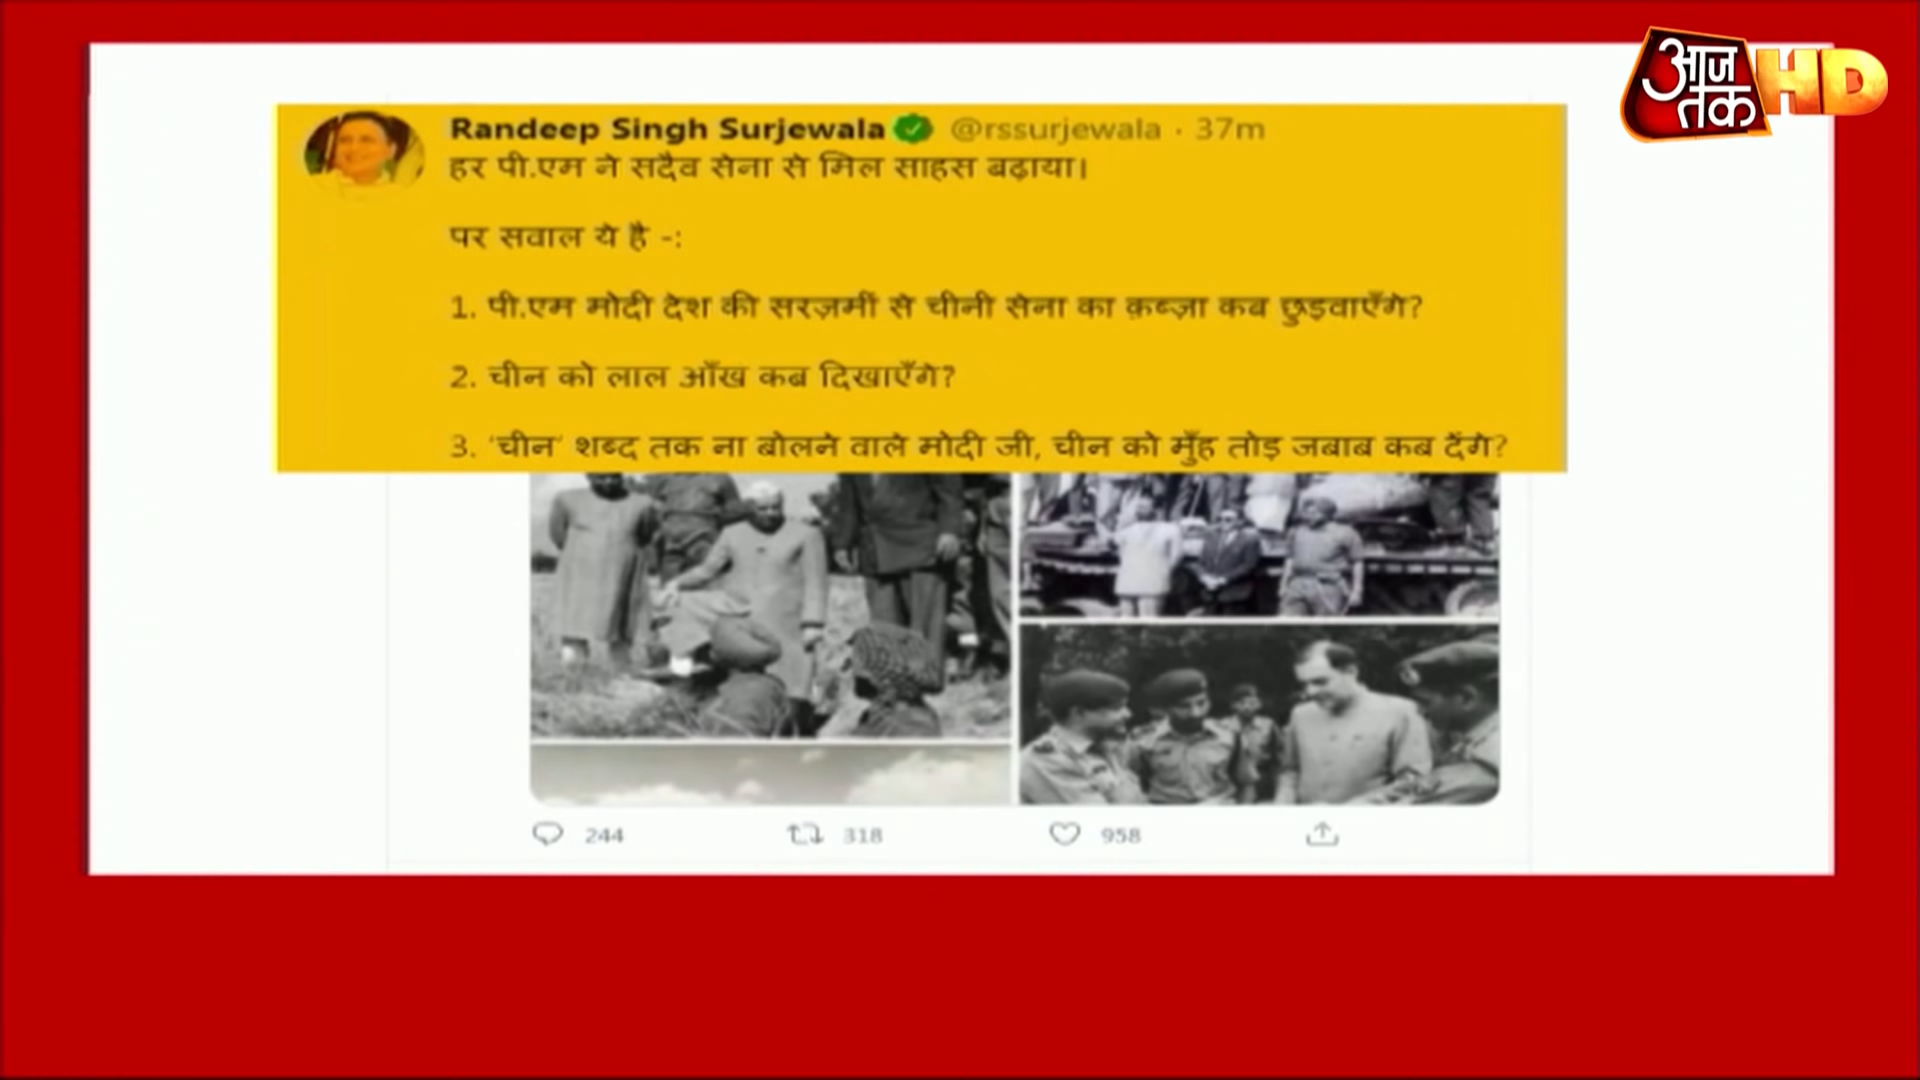 आज तक HD
Randeep Singh Surjewala @rssurjewala · 37m
हर पी.एम ने सदैव सेना से मिल साहस बढ़ाया।
पर सवाल ये है -:
1. पी.एम मोदी देश की सरज़मीं से चीनी सेना का क़ब्ज़ा कब छुड़वाएँगे?
2. चीन को लाल आँख कब दिखाएँगे?
3. ‘चीन’ शब्द तक ना बोलने वाले मोदी जी, चीन को मुँह तोड़ जबाब कब देंगे?
244 318 958